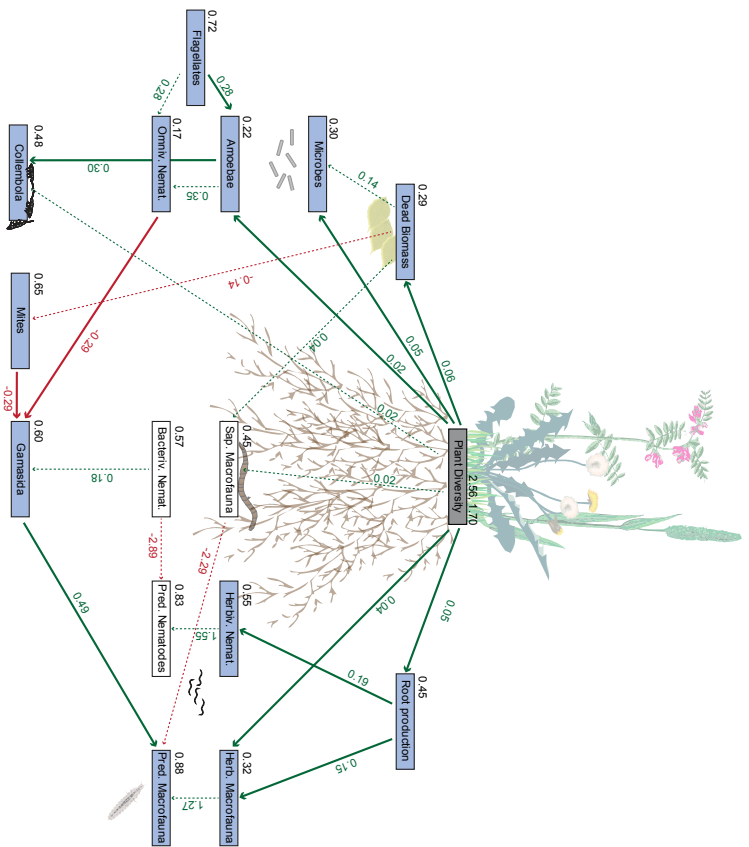 2.56, 1.70
Plant Diversity
0.06
0.05
0.29
Dead Biomass
0.45
Root production
0.14
0.05
0.02
0.04
0.02
0.02
0.04
0.19
0.15
0.30
Microbes
0.22
Amoebae
0.45
Sap. Macrofauna
0.55
Herbiv. Nemat.
0.32
Herb. Macrofauna
0.72
Flagellates
0.28
0.28
0.35
-0.14
-2.29
1.55
1.27
0.17
Omniv. Nemat.
0.57
Bacteriv. Nemat.
-2.89
0.83
Pred. Nematodes
0.88
Pred. Macrofauna
0.30
-0.29
0.18
0.49
0.48
Collembola
0.65
Mites
-0.29
0.60
Gamasida